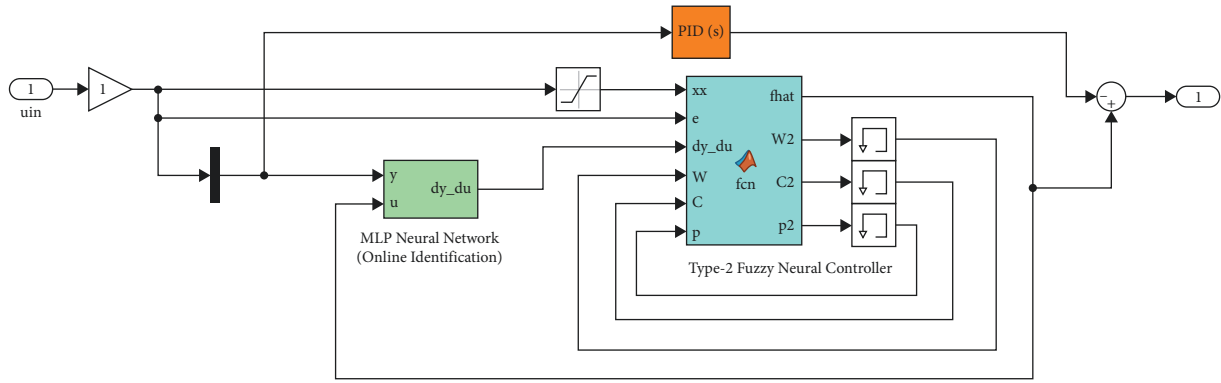 PID (s)
1
uin
1
xx
e
dy_du
W
C
p
fhat
W2
C2
p2
fcn
Type-2 Fuzzy Neural Controller
y
u
dy_du
MLP Neural Network
(Online Identification)
-
+
1